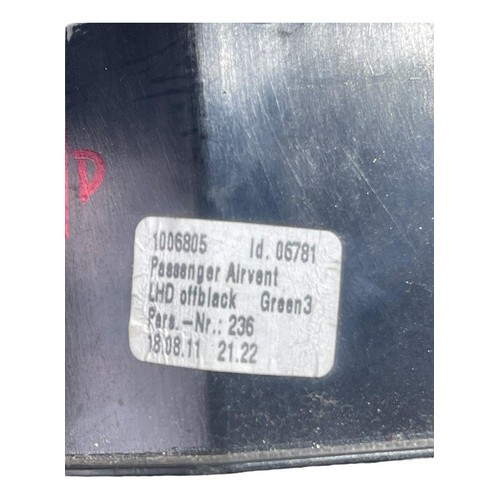 1006805 Id. 06781
Passenger Airvent
LHD offblack Green3
Pers.-Nr.: 236
18.08.11 21.22